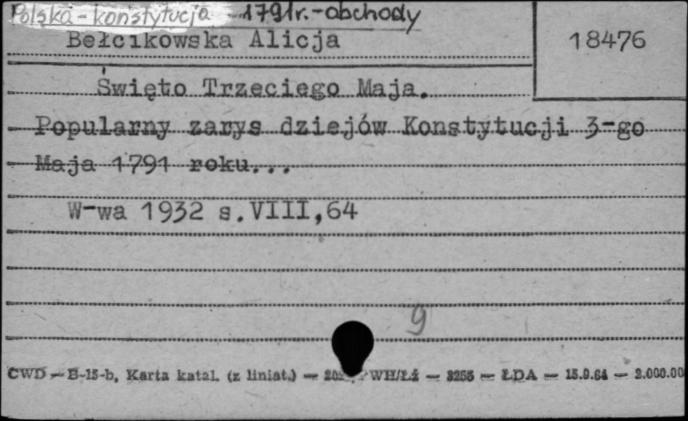 Polska - konstytucja 1791r. - obchody
Bełcikowska Alicja
18476
Święto Trzeciego Maja.
Popularny zarys dziejów Konstytucji 3-go
Maja 1791 roku...
W-wa 1932 s.VIII,64
9
CWD — B-15-b, Karta katal. (z liniat.) — WH/Łż — 3255 — ŁDA — 15.9.64 — 2.000.00